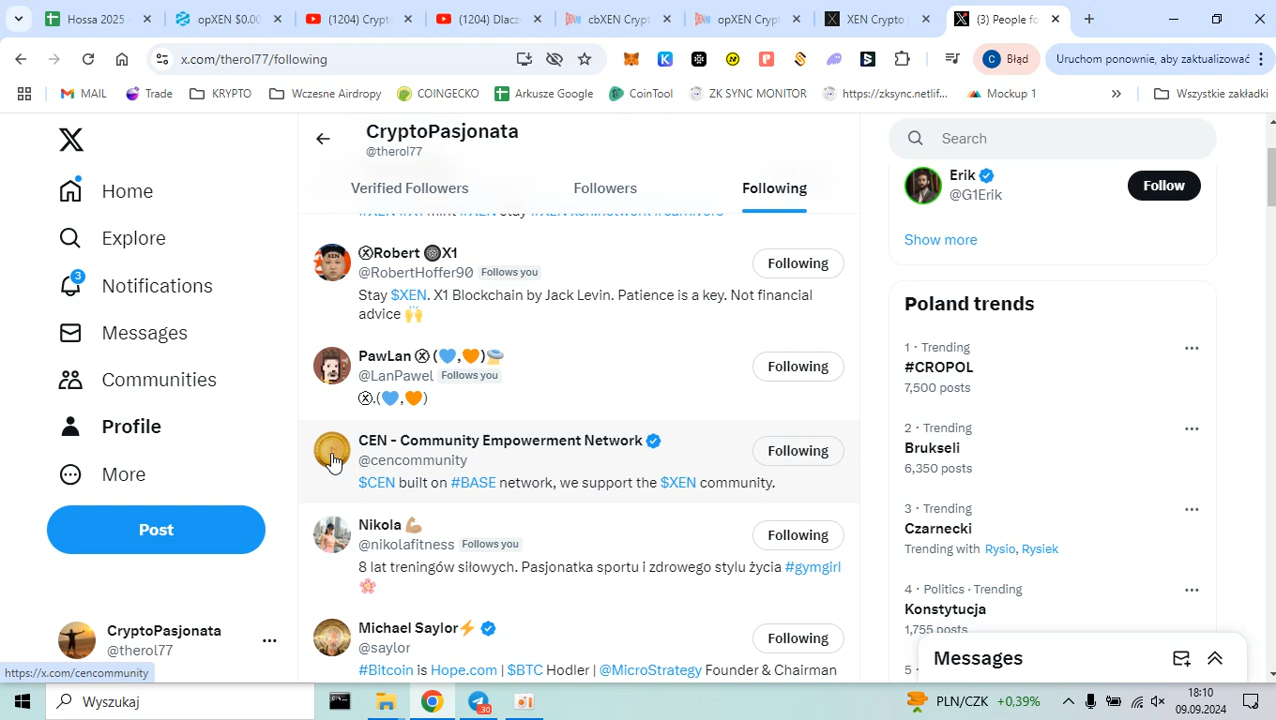 Hossa 2025
opXEN $0.00
(1204) Crypto
(1204) Dlacz
cbXEN Crypt
opXEN Cryp
XEN Crypto
(3) People fo
x.com/therol77/following
Błąd
Uruchom ponownie, aby zaktualizować
MAIL
Trade
KRYPTO
Wczesne Airdropy
COINGECKO
Arkusze Google
CoinTool
ZK SYNC MONITOR
https://zksync.netlif...
Mockup 1
Wszystkie zakładki
CryptoPasjonata
@therol77
Verified Followers
Followers
Following
Home
Explore
3
Notifications
Messages
Communities
Profile
More
Post
CryptoPasjonata
@therol77
ⓍRobert X1
@RobertHoffer90 Follows you
Following
Stay $XEN. X1 Blockchain by Jack Levin. Patience is a key. Not financial
advice 🙌
PawLan Ⓧ (💙,🧡)
@LanPawel Follows you
Following
Ⓧ.(💙,🧡)
CEN - Community Empowerment Network
@cencommunity
Following
$CEN built on #BASE network, we support the $XEN community.
Nikola 💪🏼
@nikolafitness Follows you
Following
8 lat treningów siłowych. Pasjonatka sportu i zdrowego stylu życia #gymgirl
🌸
Michael Saylor⚡
@saylor
Following
#Bitcoin is Hope.com | $BTC Hodler | @MicroStrategy Founder & Chairman
Search
Erik
@G1Erik
Follow
Show more
Poland trends
1 · Trending
#CROPOL
7,500 posts
2 · Trending
Brukseli
6,350 posts
3 · Trending
Czarnecki
Trending with Rysio, Rysiek
4 · Politics · Trending
Konstytucja
1,755 posts
5 ·
Messages
https://x.com/cencommunity
Wyszukaj
30
PLN/CZK +0,39%
18:10
09.09.2024